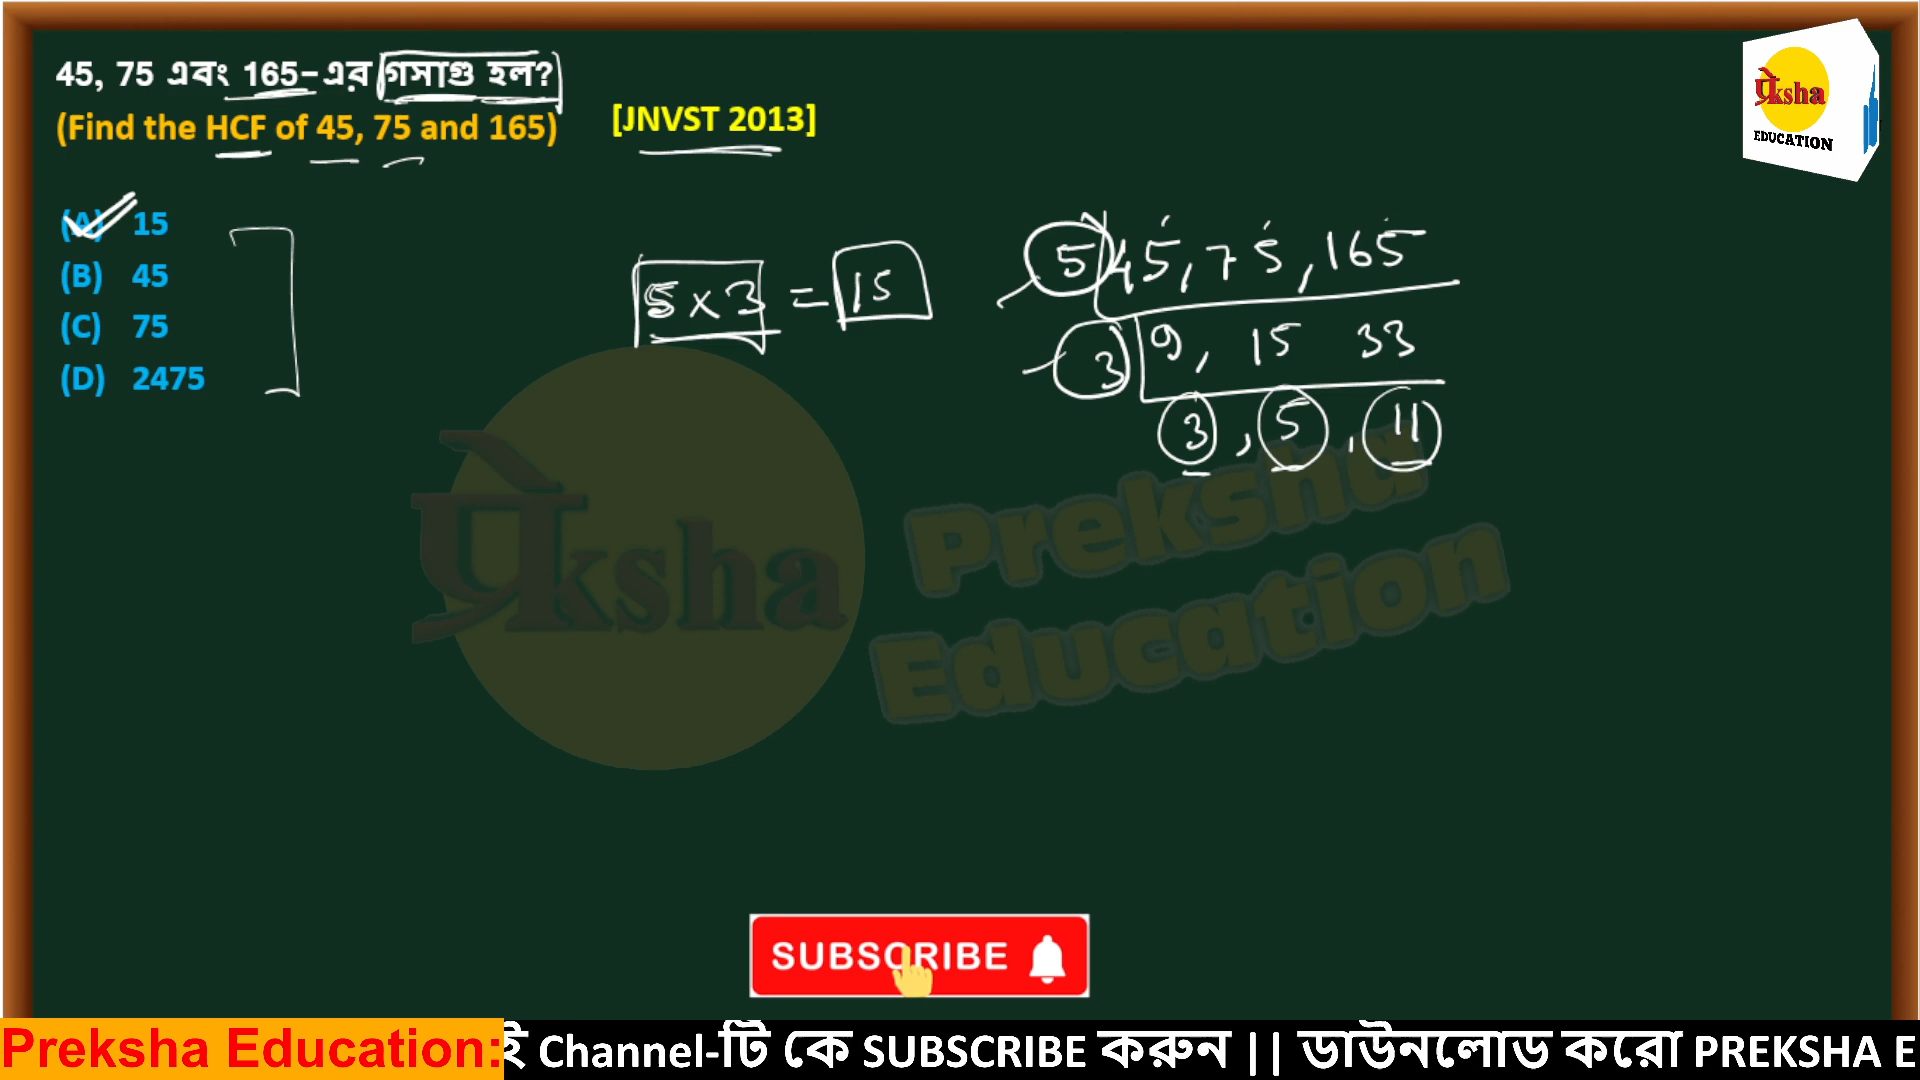 45, 75 এবং 165-এর গসাগু হল?
(Find the HCF of 45, 75 and 165)
[JNVST 2013]
(A) 15
(B) 45
(C) 75
(D) 2475
5 x 3 = 15
5 45, 75, 165
3 9, 15 33
3, 5, 11
प्रेksha
EDUCATION
प्रेksha
Preksha
Education
SUBSCRIBE
Preksha Education:ই Channel-টি কে SUBSCRIBE করুন || ডাউনলোড করো PREKSHA E